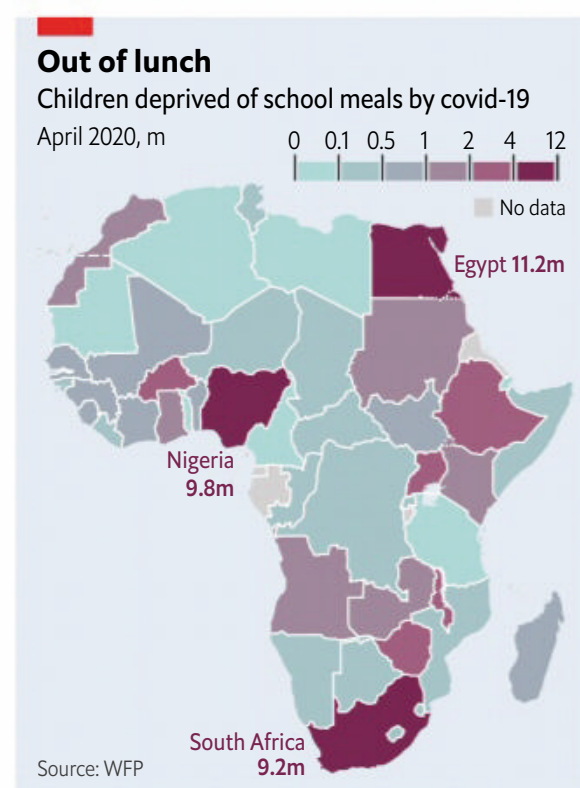 Out of lunch
Children deprived of school meals by covid-19
April 2020, m
0 0.1 0.5 1 2 4 12
No data
Egypt 11.2m
Nigeria
9.8m
South Africa
9.2m
Source: WFP